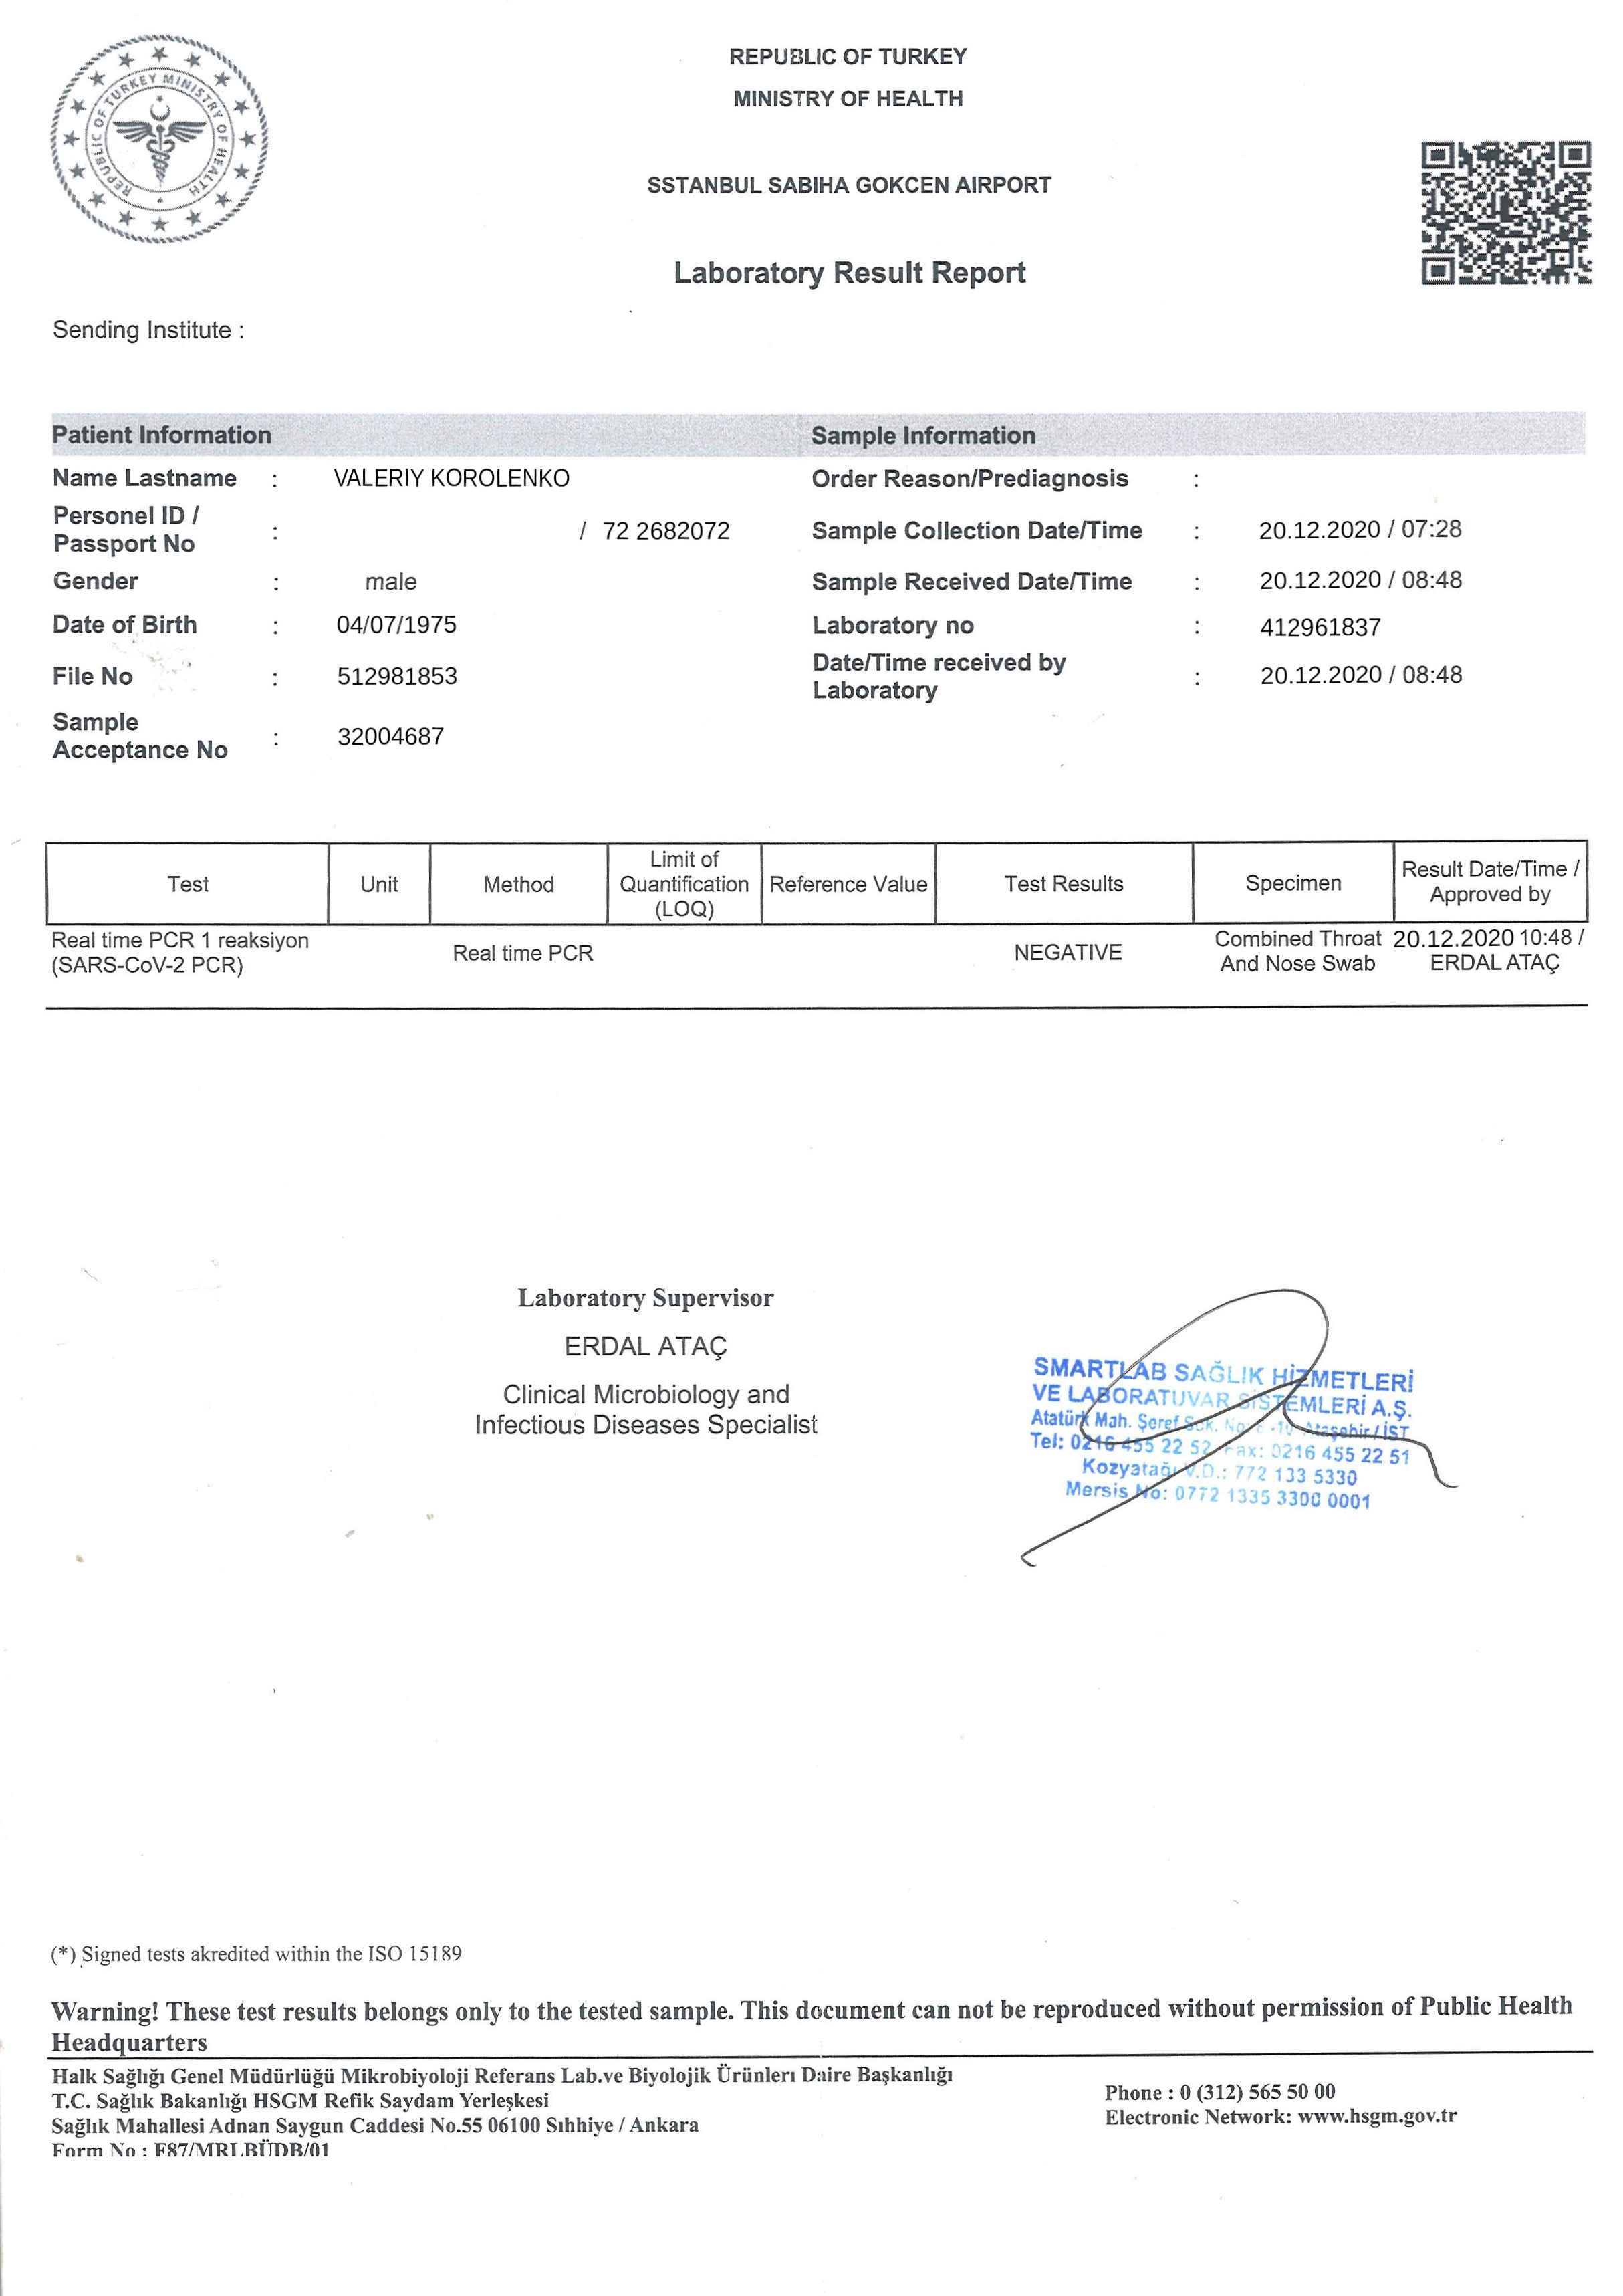 REPUBLIC OF TURKEY MINISTRY OF HEALTH
REPUBLIC OF TURKEY
MINISTRY OF HEALTH
SSTANBUL SABIHA GOKCEN AIRPORT
Laboratory Result Report
Sending Institute :
Patient Information
Name Lastname : VALERIY KOROLENKO
Personel ID /
Passport No : / 72 2682072
Gender : male
Date of Birth : 04/07/1975
File No : 512981853
Sample
Acceptance No : 32004687
Sample Information
Order Reason/Prediagnosis :
Sample Collection Date/Time : 20.12.2020 / 07:28
Sample Received Date/Time : 20.12.2020 / 08:48
Laboratory no : 412961837
Date/Time received by
Laboratory : 20.12.2020 / 08:48
Test
Unit
Method
Limit of
Quantification
(LOQ)
Reference Value
Test Results
Specimen
Result Date/Time /
Approved by
Real time PCR 1 reaksiyon
(SARS-CoV-2 PCR)
Real time PCR
NEGATIVE
Combined Throat
And Nose Swab
20.12.2020 10:48 /
ERDAL ATAÇ
Laboratory Supervisor
ERDAL ATAÇ
Clinical Microbiology and
Infectious Diseases Specialist
SMARTLAB SAĞLIK HİZMETLERİ
VE LABORATUVAR SİSTEMLERİ A.Ş.
Atatürk Mah. Şeref Sok. Ataşehir/İST
Tel: 0216 455 22 52 Fax: 0216 455 22 51
Kozyatağı V.D.: 772 133 5330
Mersis No: 0772 1335 3300 0001
(*) Signed tests akredited within the ISO 15189
Warning! These test results belongs only to the tested sample. This document can not be reproduced without permission of Public Health
Headquarters
Halk Sağlığı Genel Müdürlüğü Mikrobiyoloji Referans Lab.ve Biyolojik Ürünleri Daire Başkanlığı
T.C. Sağlık Bakanlığı HSGM Refik Saydam Yerleşkesi
Sağlık Mahallesi Adnan Saygun Caddesi No.55 06100 Sıhhiye / Ankara
Form No : F87/MRLBÜDB/01
Phone : 0 (312) 565 50 00
Electronic Network: www.hsgm.gov.tr